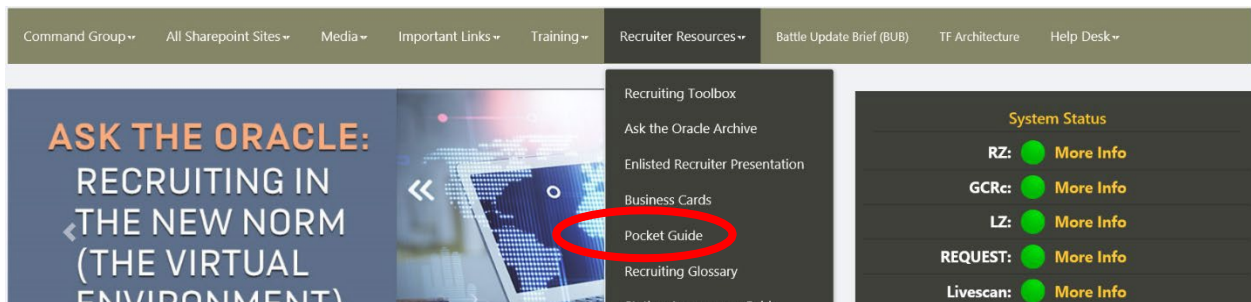 Command Group All Sharepoint Sites Media Important Links Training Recruiter Resources Battle Update Brief (BUB) TF Architecture Help Desk
ASK THE ORACLE:
RECRUITING IN
THE NEW NORM
(THE VIRTUAL
ENVIRONMENT)
Recruiting Toolbox
Ask the Oracle Archive
Enlisted Recruiter Presentation
Business Cards
Pocket Guide
Recruiting Glossary
System Status
RZ: More Info
GCRc: More Info
LZ: More Info
REQUEST: More Info
Livescan: More Info